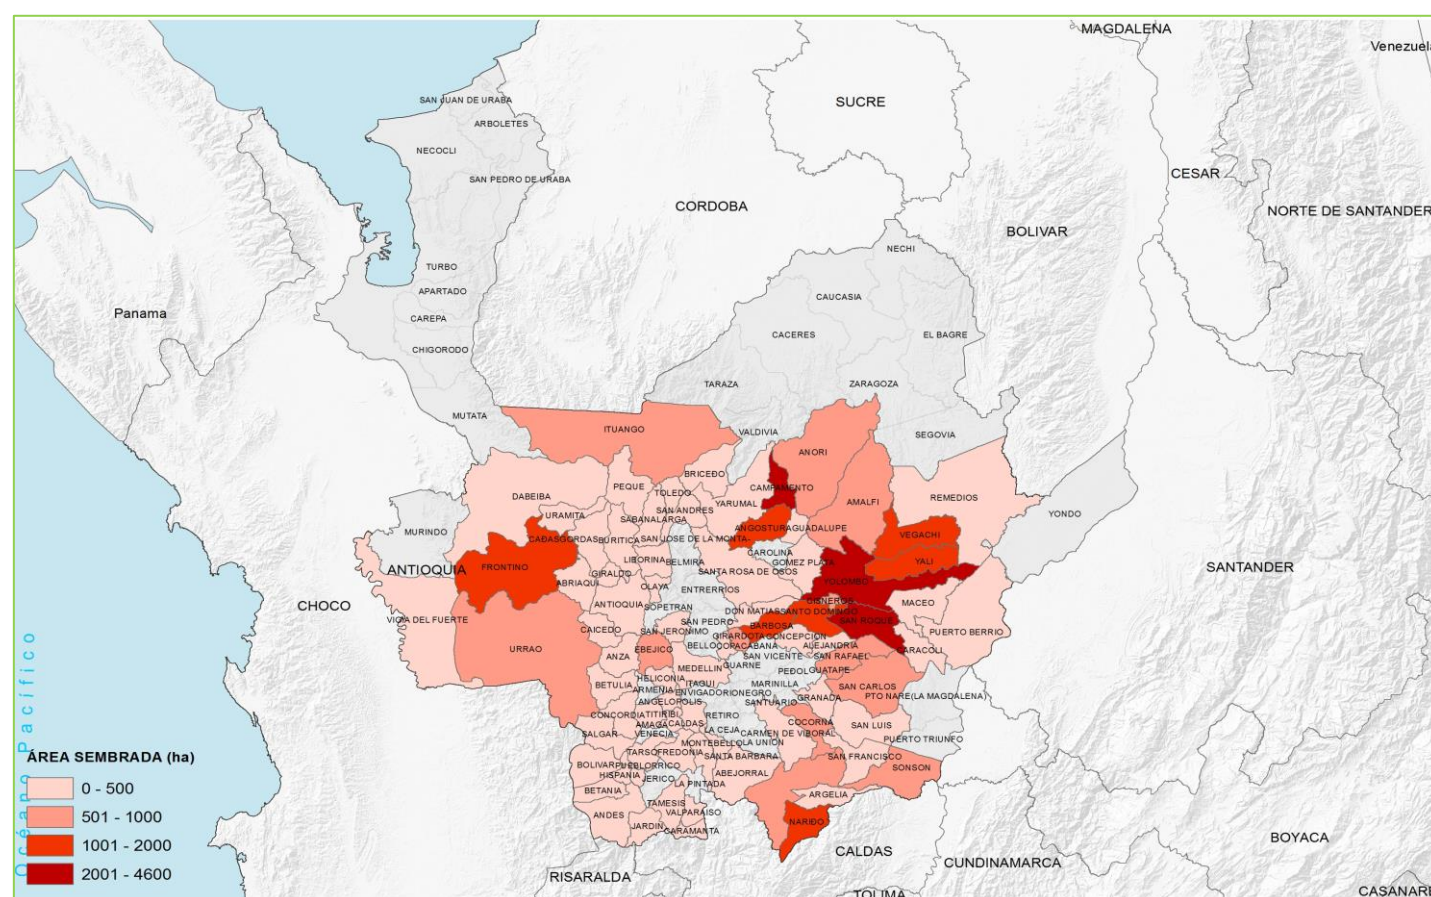 MAGDALENA
Venezuela
SAN JUAN DE URABA
SUCRE
ARBOLETES
NECOCLI
CESAR
SAN PEDRO DE URABA
CORDOBA
NORTE DE SANTANDER
BOLIVAR
NECHI
TURBO
APARTADO
CAUCASIA
Panama
CAREPA
CACERES
EL BAGRE
CHIGORODO
TARAZA
ZARAGOZA
MUTATA
ITUANGO
VALDIVIA
SEGOVIA
ANORI
BRICEÐO
PEQUE
CAMPAMENTO
TOLEDO
DABEIBA
REMEDIOS
YARUMAL
AMALFI
SAN ANDRES
URAMITA
SABANALARGA
YONDO
MURINDO
ANGOSTURA
GUADALUPE
CAÐASGORDAS
BURITICA
SAN JOSE DE LA MONTA-
VEGACHI
CAROLINA
LIBORINA
BELMIRA
GOMEZ PLATA
YALI
FRONTINO
ANTIOQUIA
SANTANDER
GIRALDO
SANTA ROSA DE OSOS
ABRIAQUI
YOLOMBO
OLAYA
ENTRERRIOS
CHOCO
ANTIOQUIA
SOPETRAN
CISNEROS
MACEO
DON MATIAS
SANTO DOMINGO
VIGIA DEL FUERTE
SAN PEDRO
SAN ROQUE
CAICEDO
SAN JERONIMO
BARBOSA
PUERTO BERRIO
GIRARDOTA
CONCEPCION
BELLO
COPACABANA
ALEJANDRIA
URRAO
EBEJICO
CARACOLI
ANZA
SAN VICENTE
SAN RAFAEL
MEDELLIN
GUARNE
HELICONIA
PEÐOL
GUATAPE
BETULIA
ARMENIA
ITAGUI
MARINILLA
SAN CARLOS
ENVIGADO
RIONEGRO
PTO NARE(LA MAGDALENA)
ANGELOPOLIS
SANTUARIO
GRANADA
CONCORDIA
TITIRIBI
RETIRO
AMAGA
CALDAS
COCORNA
SAN LUIS
SALGAR
VENECIA
LA CEJA
CARMEN DE VIBORAL
PUERTO TRIUNFO
MONTEBELLO
LA UNION
TARSO
FREDONIA
SANTA BARBARA
SAN FRANCISCO
BOLIVAR
PUEBLORRICO
SONSON
HISPANIA
JERICO
ABEJORRAL
LA PINTADA
BETANIA
ARGELIA
TAMESIS
ANDES
VALPARAISO
JARDIN
NARIÐO
CARAMANTA
BOYACA
CALDAS
CUNDINAMARCA
RISARALDA
TOLIMA
CASANARE
Océano Pacífico
ÁREA SEMBRADA (ha)
0 - 500
501 - 1000
1001 - 2000
2001 - 4600